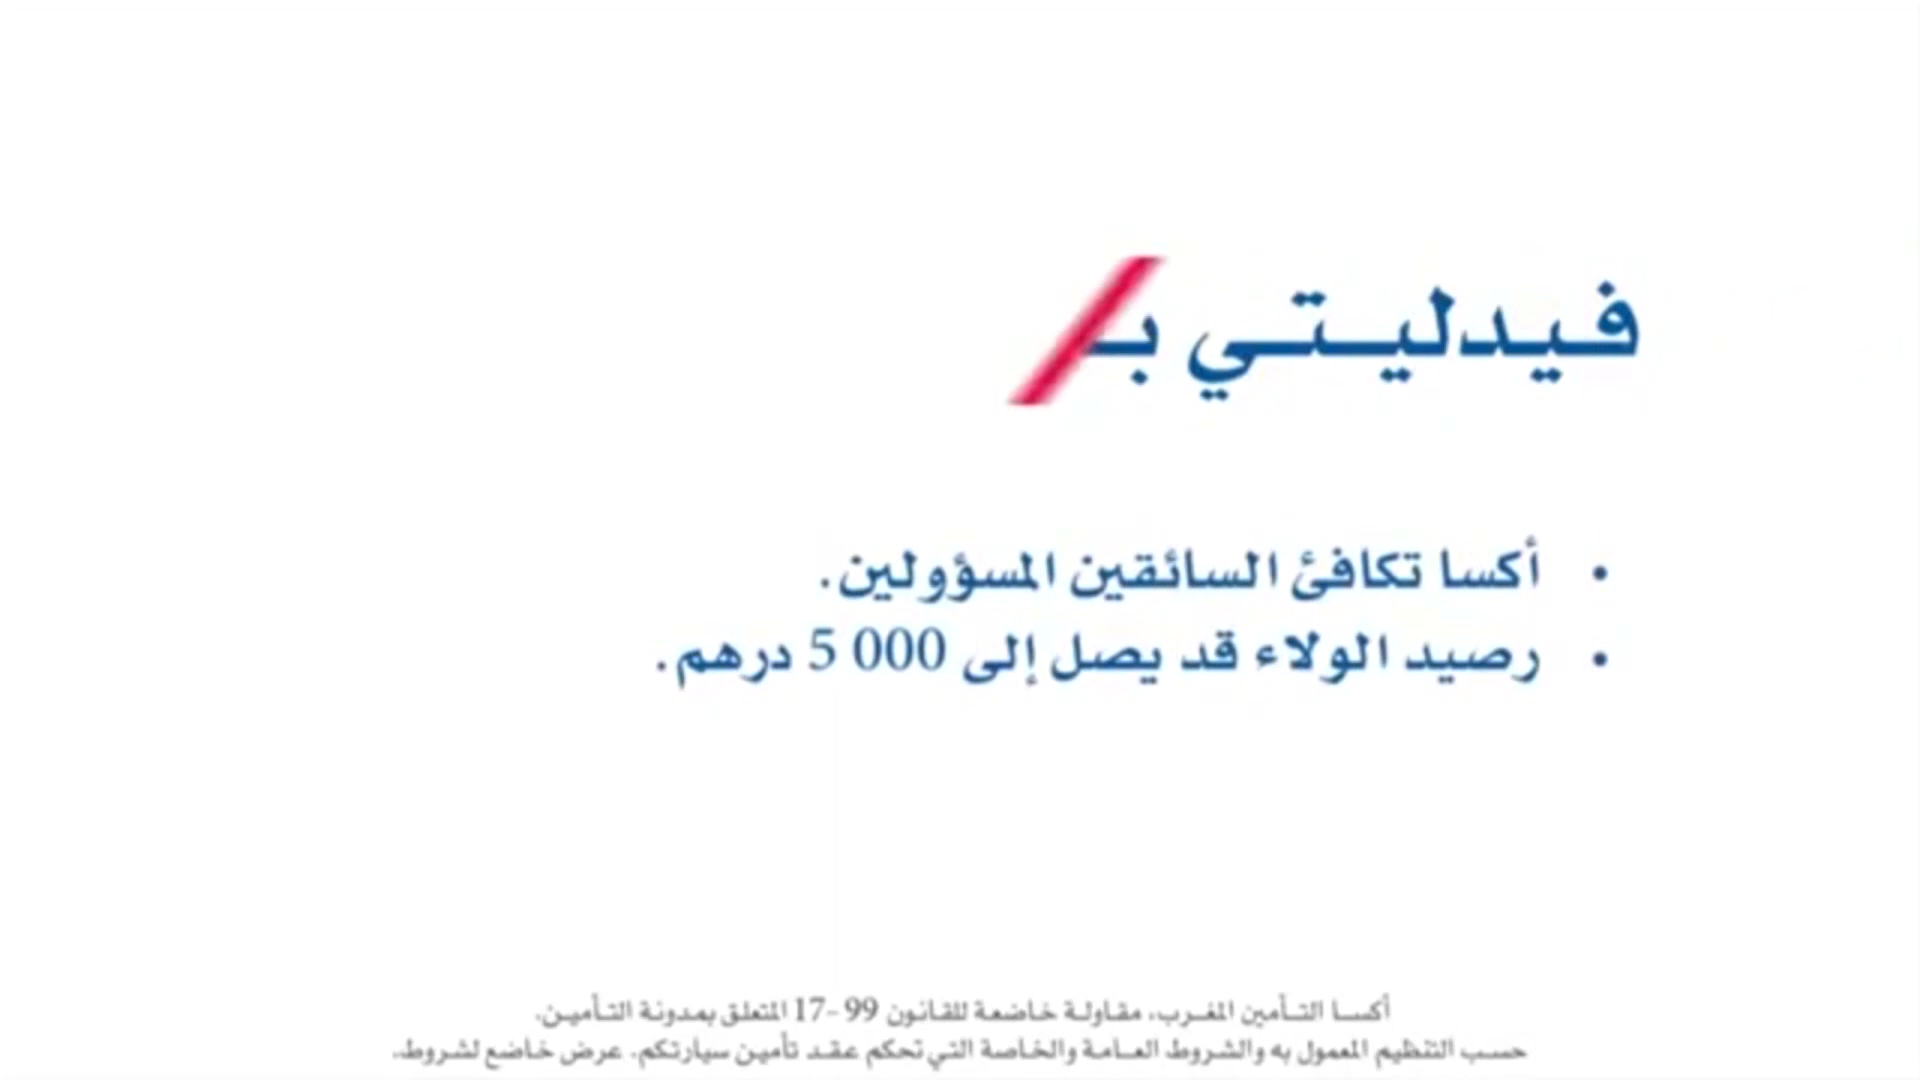 فيدليتي بـ
• أكسا تكافئ السائقين المسؤولين.
• رصيد الولاء قد يصل إلى 000 5 درهم.
أكسا التأمين المغرب، مقاولة خاضعة للقانون 99-17 المتعلق بمدونة التأمين.
حسب التنظيم المعمول به والشروط العامة والخاصة التي تحكم عقد تأمين سيارتكم. عرض خاضع لشروط.